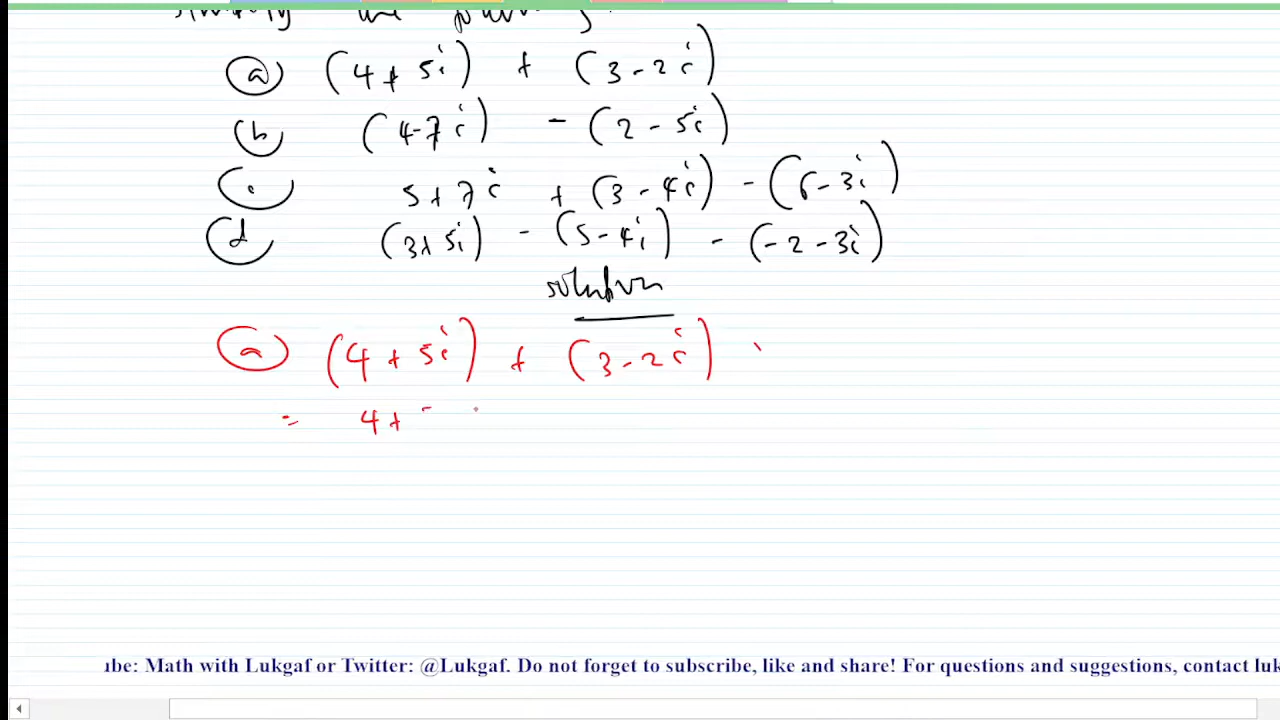 (a) (4 + 5i) + (3 - 2i)
(b) (4 - 7i) - (2 - 5i)
(c) 5 + 7i + (3 - 4i) - (6 - 3i)
(d) (3 + 5i) - (5 - 4i) - (-2 - 3i)
solution
(a) (4 + 5i) + (3 - 2i)
= 4 +
ibe: Math with Lukgaf or Twitter: @Lukgaf. Do not forget to subscribe, like and share! For questions and suggestions, contact luk